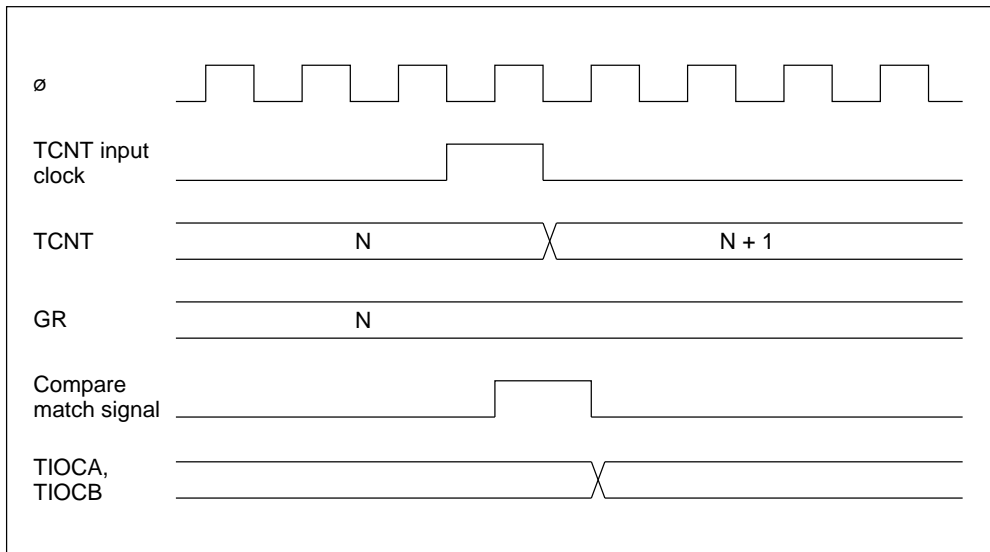 ø
TCNT input
clock
TCNT
N
N + 1
GR
N
Compare
match signal
TIOCA,
TIOCB